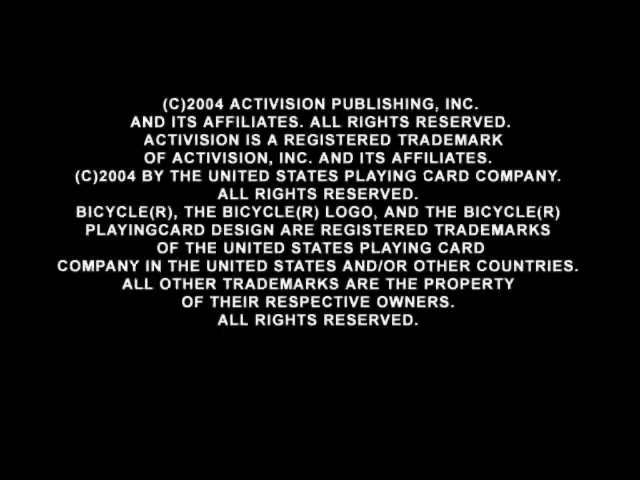 (C)2004 ACTIVISION PUBLISHING, INC.
AND ITS AFFILIATES. ALL RIGHTS RESERVED.
ACTIVISION IS A REGISTERED TRADEMARK
OF ACTIVISION, INC. AND ITS AFFILIATES.
(C)2004 BY THE UNITED STATES PLAYING CARD COMPANY.
ALL RIGHTS RESERVED.
BICYCLE(R), THE BICYCLE(R) LOGO, AND THE BICYCLE(R)
PLAYINGCARD DESIGN ARE REGISTERED TRADEMARKS
OF THE UNITED STATES PLAYING CARD
COMPANY IN THE UNITED STATES AND/OR OTHER COUNTRIES.
ALL OTHER TRADEMARKS ARE THE PROPERTY
OF THEIR RESPECTIVE OWNERS.
ALL RIGHTS RESERVED.